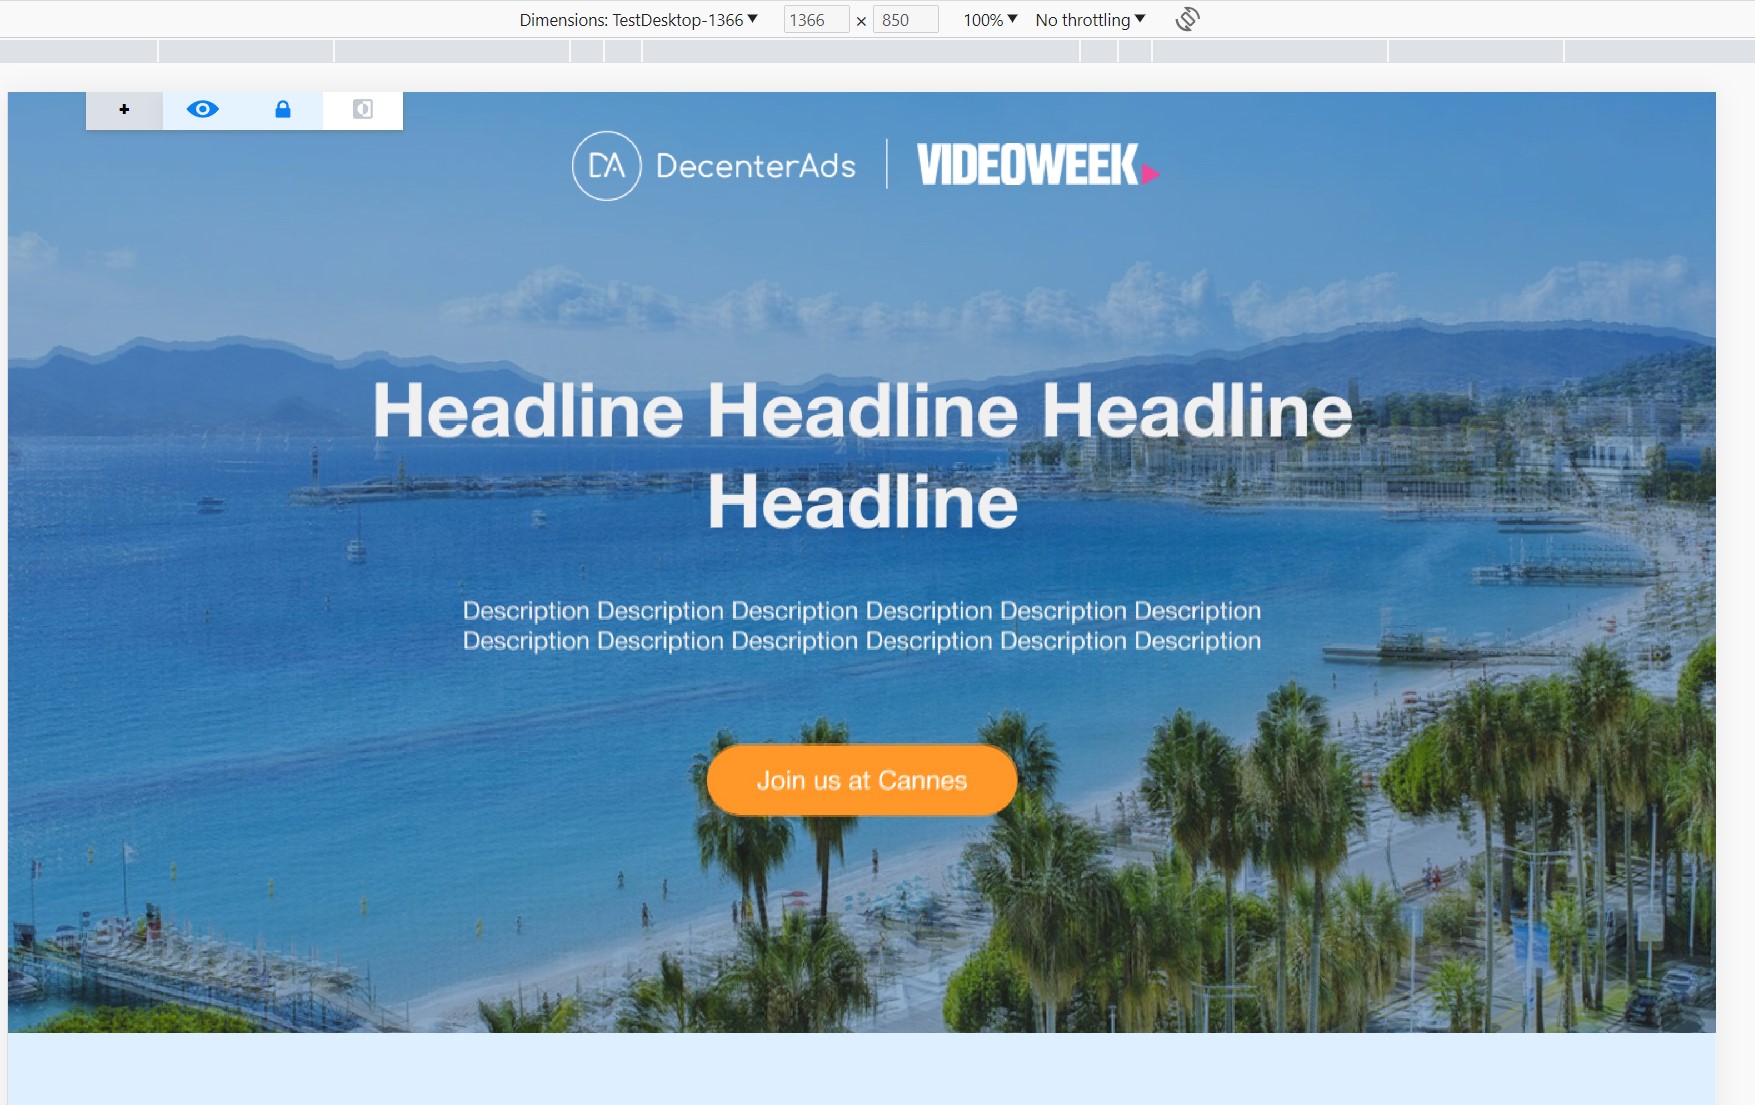 Dimensions: TestDesktop-1366 1366 × 850 100% No throttling
+
DA DecenterAds VIDEOWEEK
Headline Headline Headline
Headline
Description Description Description Description Description Description
Description Description Description Description Description Description
Join us at Cannes